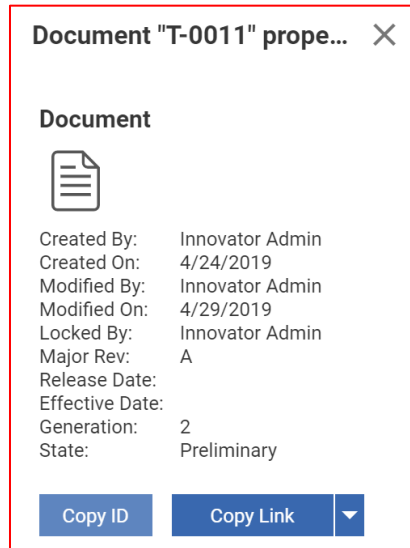 Document "T-0011" prope...
Document
Created By: Innovator Admin
Created On: 4/24/2019
Modified By: Innovator Admin
Modified On: 4/29/2019
Locked By: Innovator Admin
Major Rev: A
Release Date:
Effective Date:
Generation: 2
State: Preliminary
Copy ID Copy Link